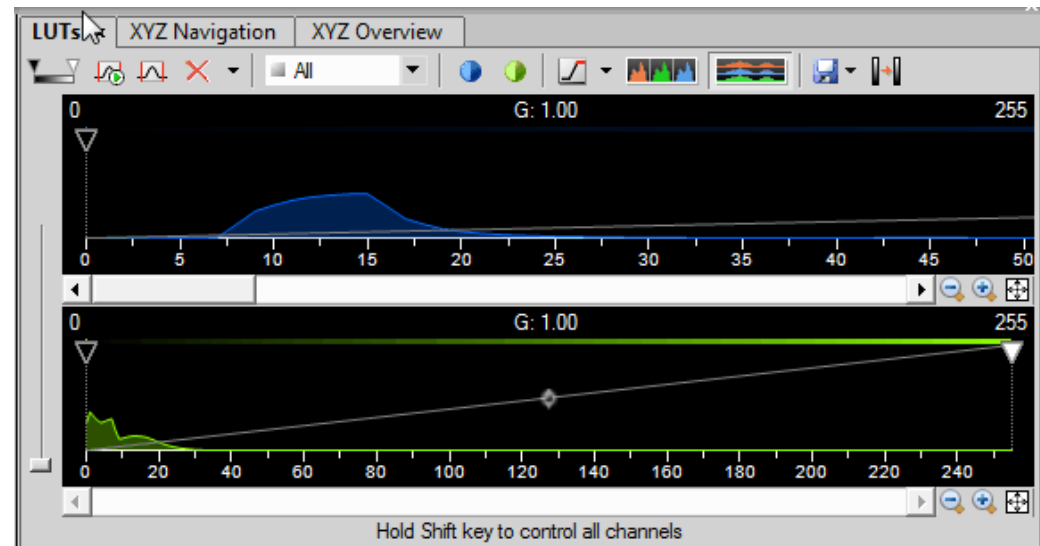 LUTs XYZ Navigation XYZ Overview
All
0 G: 1.00 255
0 5 10 15 20 25 30 35 40 45 50
0 G: 1.00 255
0 20 40 60 80 100 120 140 160 180 200 220 240
Hold Shift key to control all channels